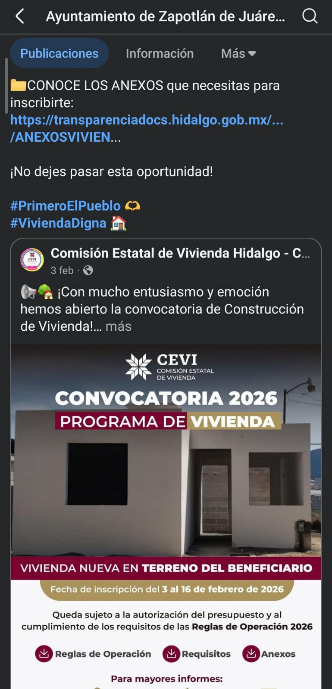 Ayuntamiento de Zapotlán de Juáre...
Publicaciones Información Más
CONOCE LOS ANEXOS que necesitas para
inscribirte:
https://transparenciadocs.hidalgo.gob.mx/...
/ANEXOSVIVIEN...
¡No dejes pasar esta oportunidad!
#PrimeroElPueblo
#ViviendaDigna
Comisión Estatal de Vivienda Hidalgo - C...
3 feb ·
¡Con mucho entusiasmo y emoción
hemos abierto la convocatoria de Construcción
de Vivienda!... más
CEVI
COMISIÓN ESTATAL
DE VIVIENDA
CONVOCATORIA 2026
PROGRAMA DE VIVIENDA
VIVIENDA NUEVA EN TERRENO DEL BENEFICIARIO
Fecha de inscripción del 3 al 16 de febrero de 2026
Queda sujeto a la autorización del presupuesto y al
cumplimiento de los requisitos de las Reglas de Operación 2026
Reglas de Operación Requisitos Anexos
Para mayores informes: